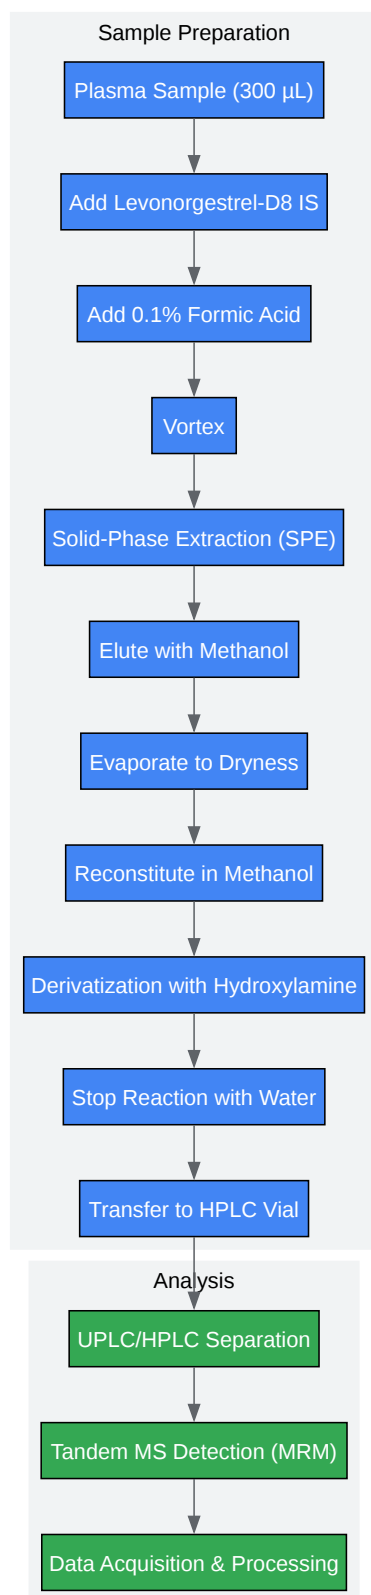 Sample Preparation
Plasma Sample (300 µL)
Add Levonorgestrel-D8 IS
Add 0.1% Formic Acid
Vortex
Solid-Phase Extraction (SPE)
Elute with Methanol
Evaporate to Dryness
Reconstitute in Methanol
Derivatization with Hydroxylamine
Stop Reaction with Water
Transfer to HPLC Vial
Analysis
UPLC/HPLC Separation
Tandem MS Detection (MRM)
Data Acquisition & Processing